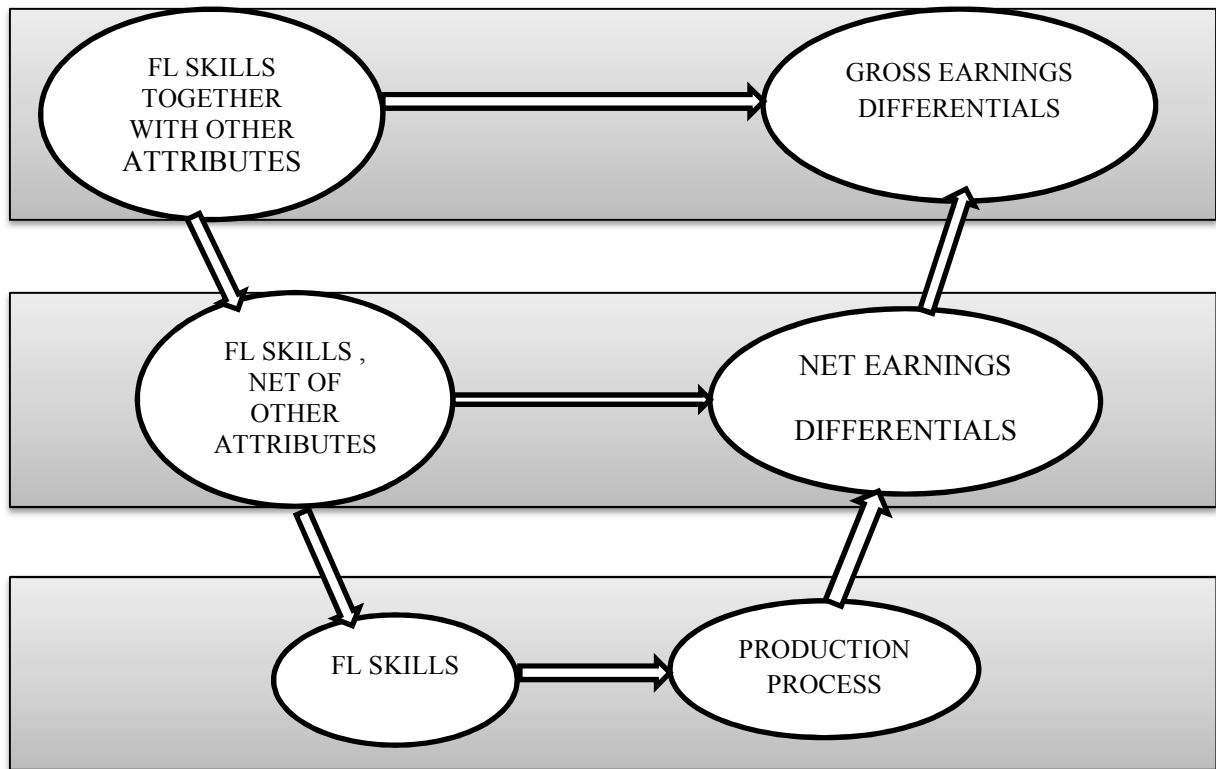 FL SKILLS
TOGETHER
WITH OTHER
ATTRIBUTES
GROSS EARNINGS
DIFFERENTIALS
FL SKILLS ,
NET OF
OTHER
ATTRIBUTES
NET EARNINGS
DIFFERENTIALS
FL SKILLS
PRODUCTION
PROCESS